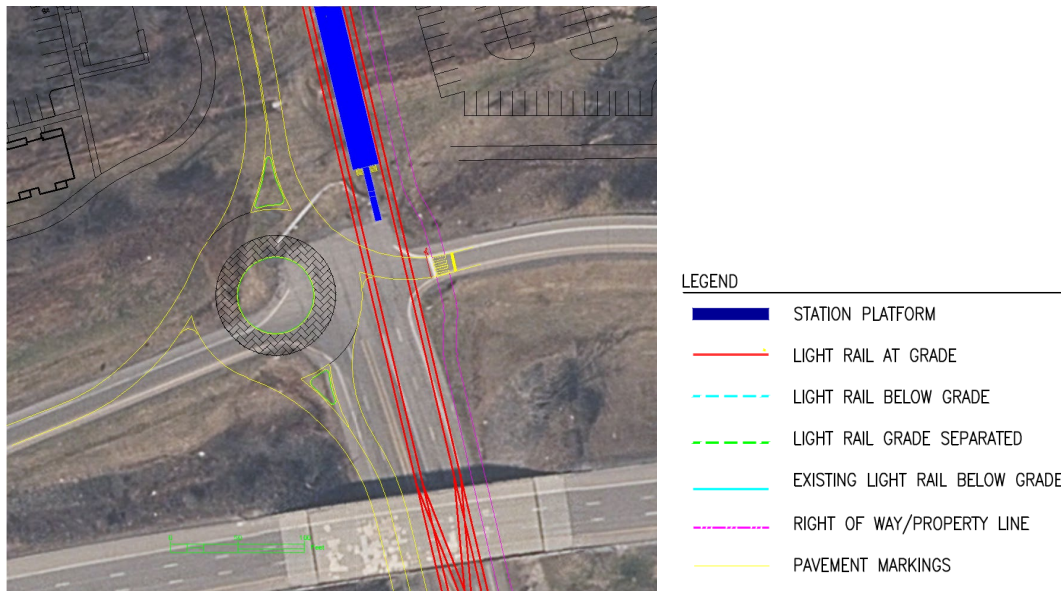 LEGEND
STATION PLATFORM
LIGHT RAIL AT GRADE
LIGHT RAIL BELOW GRADE
LIGHT RAIL GRADE SEPARATED
EXISTING LIGHT RAIL BELOW GRADE
RIGHT OF WAY/PROPERTY LINE
PAVEMENT MARKINGS